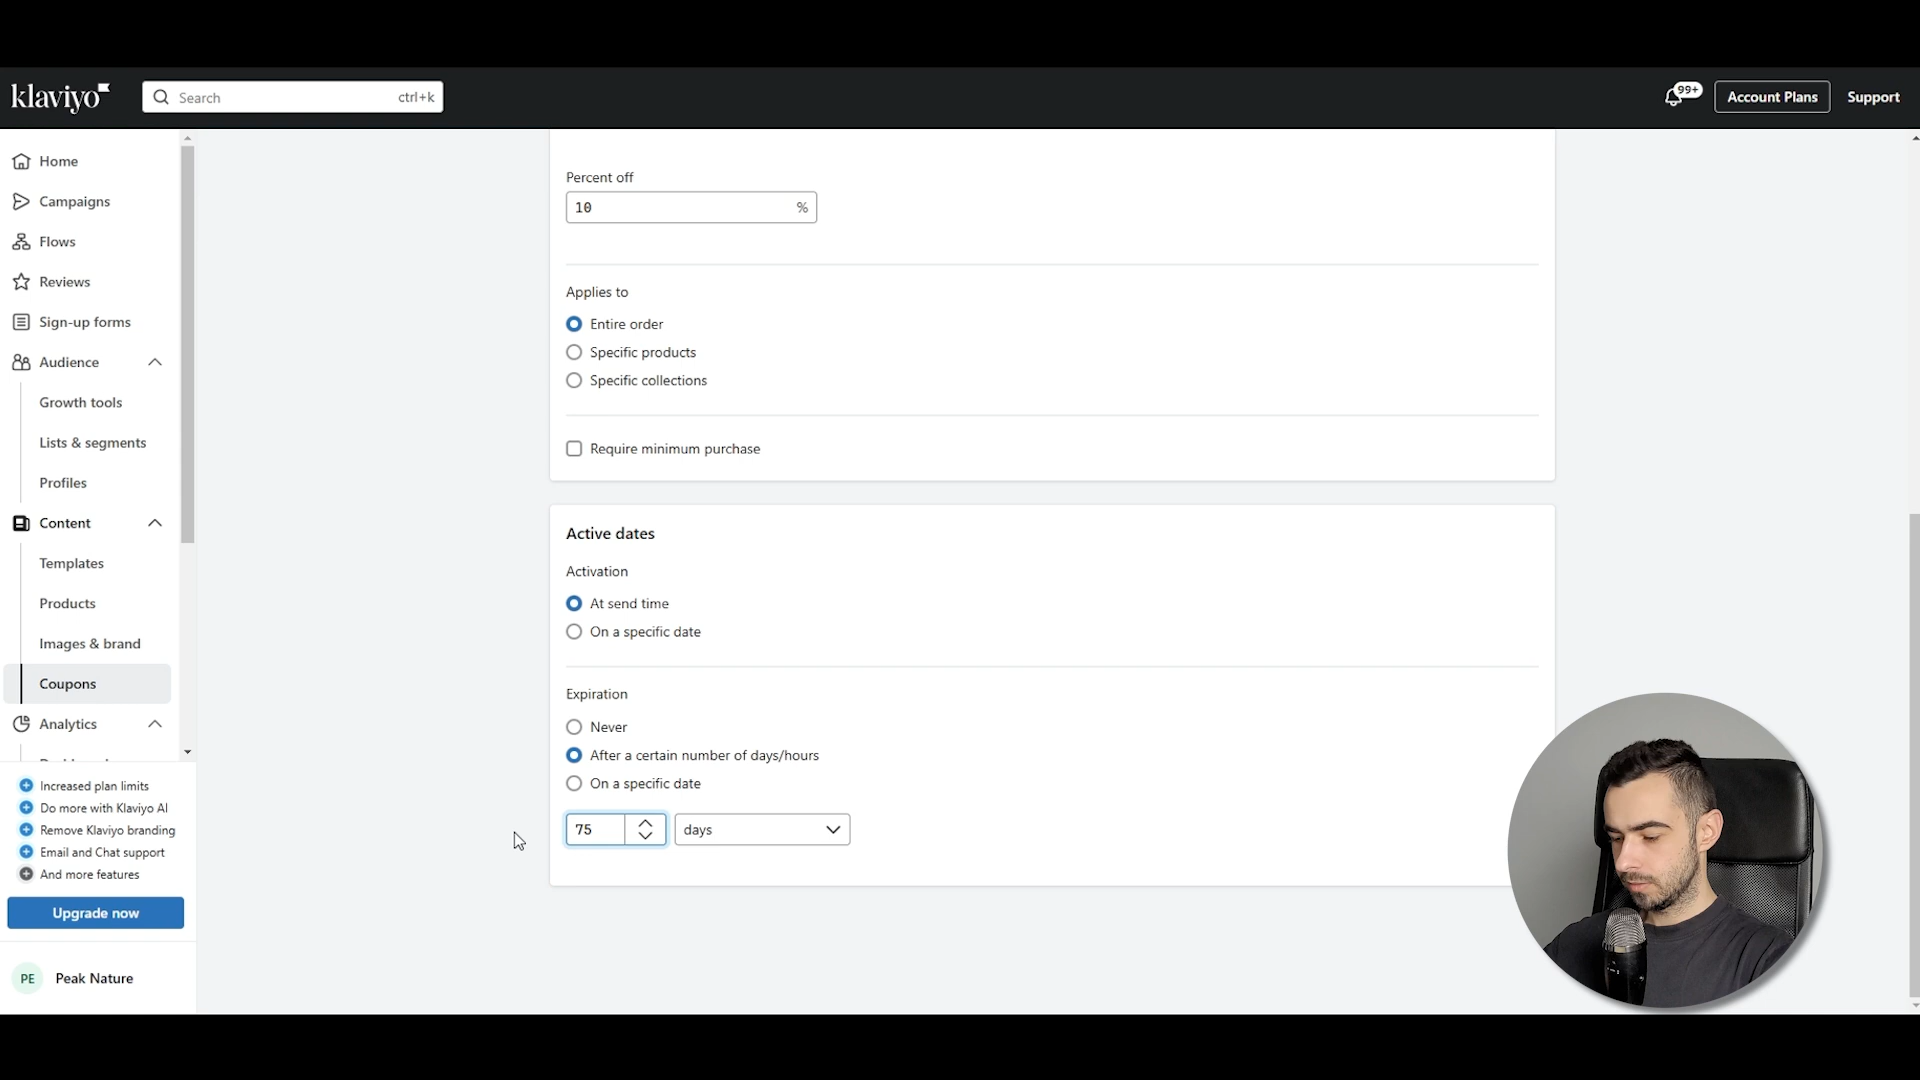 klaviyo
Search
ctrl+k
99+
Account Plans
Support
Home
Campaigns
Flows
Reviews
Sign-up forms
Audience
Growth tools
Lists & segments
Profiles
Content
Templates
Products
Images & brand
Coupons
Analytics
Increased plan limits
Do more with Klaviyo AI
Remove Klaviyo branding
Email and Chat support
And more features
Upgrade now
PE
Peak Nature
Percent off
10
%
Applies to
Entire order
Specific products
Specific collections
Require minimum purchase
Active dates
Activation
At send time
On a specific date
Expiration
Never
After a certain number of days/hours
On a specific date
75
days